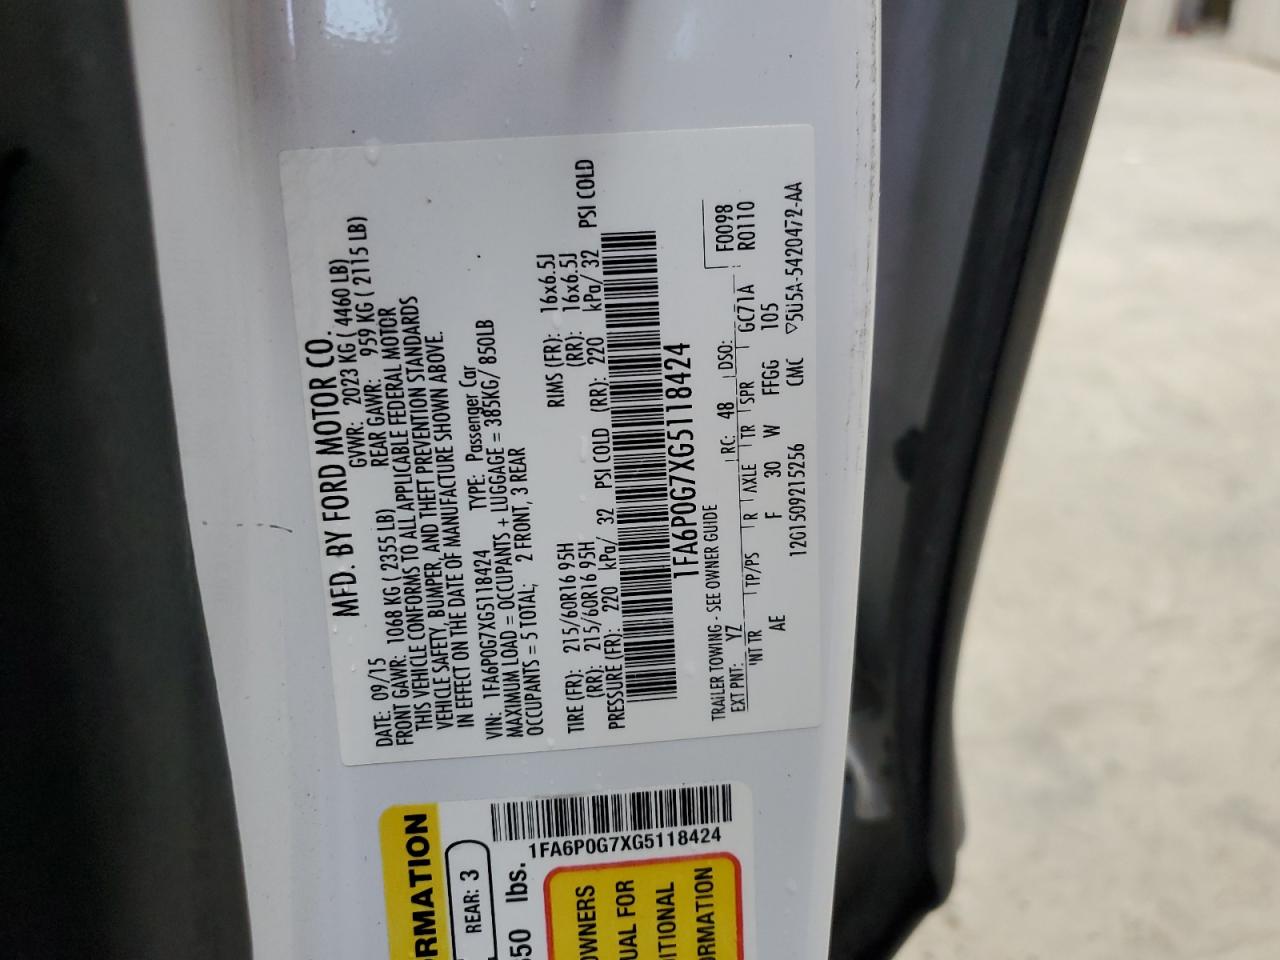 MFD. BY FORD MOTOR CO.
DATE: 09/15 GVWR: 2023 KG ( 4460 LB)
FRONT GAWR: 1068 KG ( 2355 LB) REAR GAWR: 959 KG ( 2115 LB)
THIS VEHICLE CONFORMS TO ALL APPLICABLE FEDERAL MOTOR
VEHICLE SAFETY, BUMPER, AND THEFT PREVENTION STANDARDS
IN EFFECT ON THE DATE OF MANUFACTURE SHOWN ABOVE.
VIN: 1FA6P0G7XG5118424 TYPE: Passenger Car
MAXIMUM LOAD = OCCUPANTS + LUGGAGE = 385KG/ 850LB
OCCUPANTS = 5 TOTAL; 2 FRONT, 3 REAR
TIRE (FR): 215/60R16 95H RIMS (FR): 16x6.5J
(RR): 215/60R16 95H (RR): 16x6.5J
PRESSURE (FR): 220 kPa/ 32 PSI COLD (RR): 220 kPa/ 32 PSI COLD
1FA6P0G7XG5118424
TRAILER TOWING - SEE OWNER GUIDE F0098
EXT PNT: YZ RC: 48 DSO: R0110
INT TR TP/PS R AXLE TR SPR GC71A
AE F 30 W FFGG 105
12G1509215256 CMC ▽5U5A-5420472-AA
RMATION
REAR: 3
50 lbs.
1FA6P0G7XG5118424
OWNERS
UAL FOR
ITIONAL
RMATION